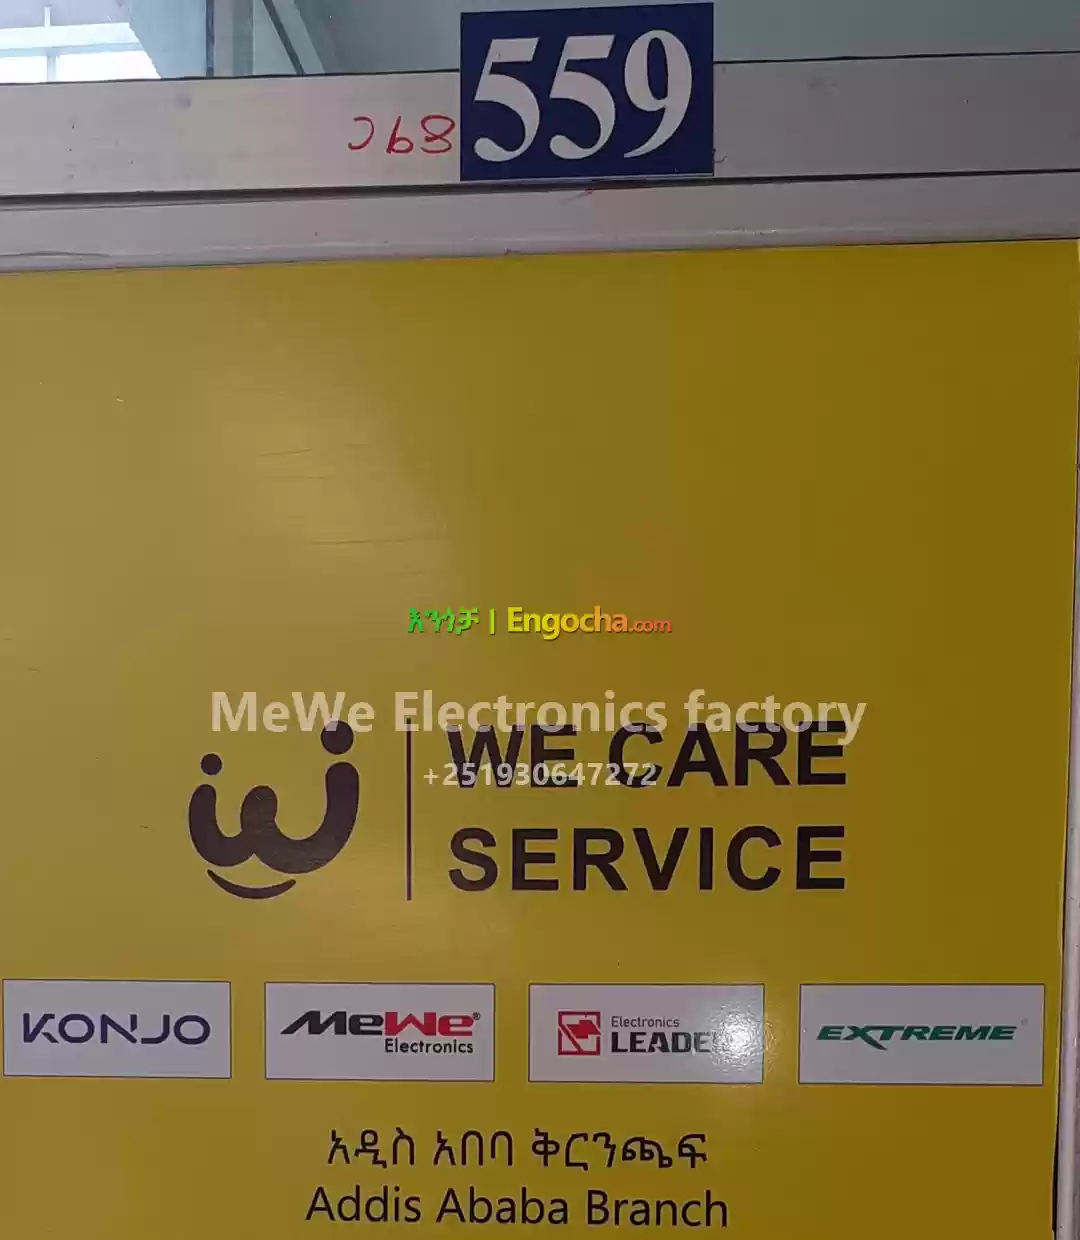 559
እንጎቻ | Engocha.com
MeWe Electronics factory
WE CARE
+251930647272
SERVICE
KONJO
MeWe®
Electronics
Electronics
LEADE
EXTREME
አዲስ አበባ ቅርንጫፍ
Addis Ababa Branch